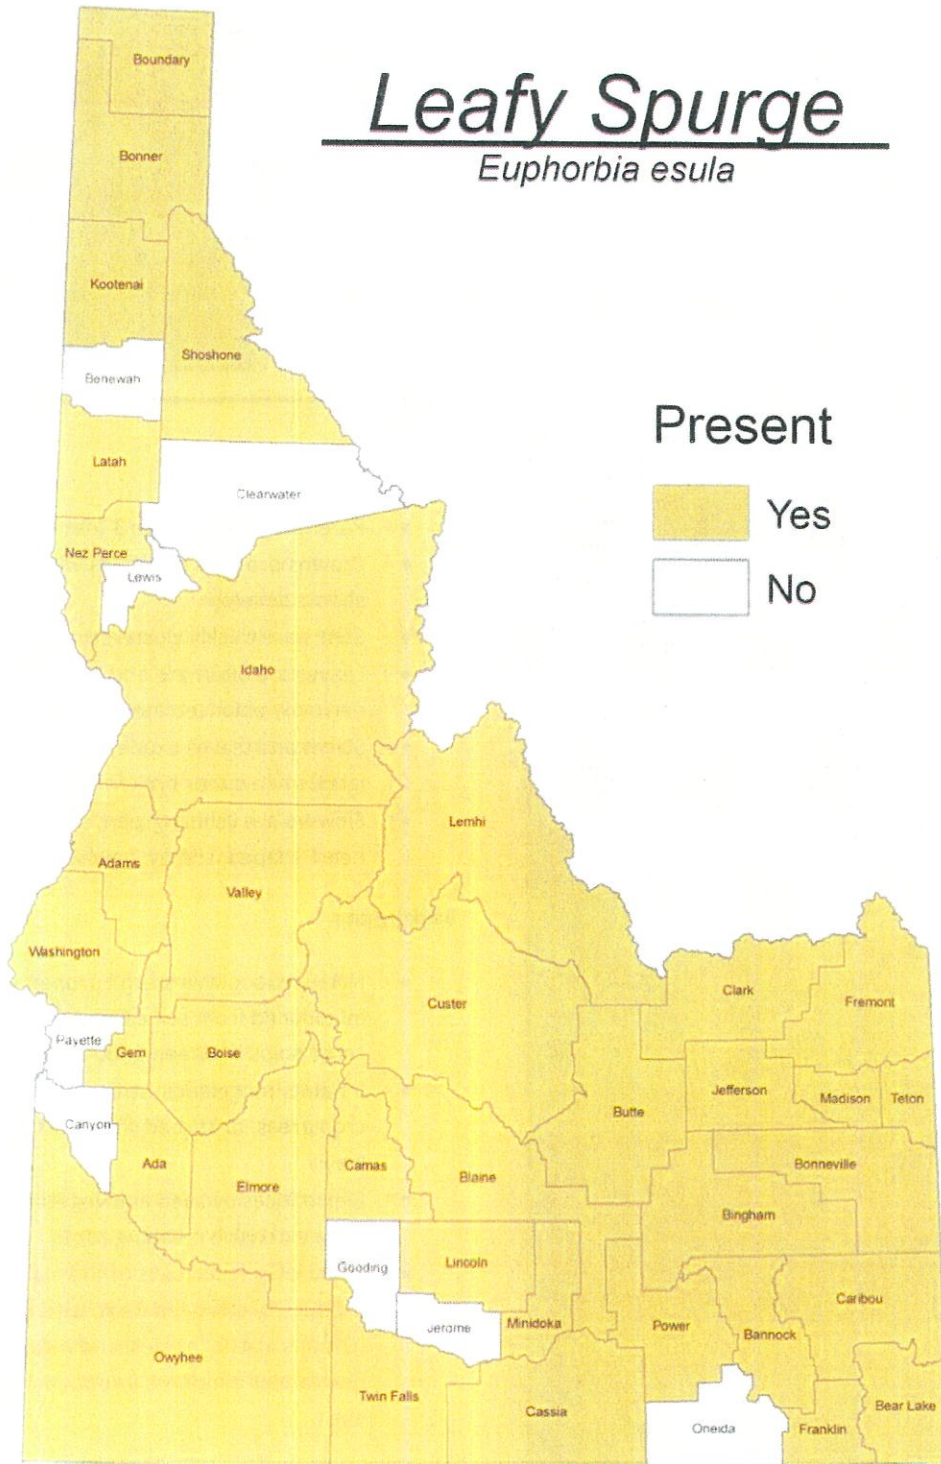 Boundary
Leafy Spurge
Euphorbia esula
Bonner
Kootenai
Shoshone
Benewah
Present
Latah
Clearwater
Yes
Nez Perce
Lewis
No
Idaho
Lemhi
Adams
Valley
Washington
Custer
Clark
Fremont
Payette
Gem
Boise
Jefferson
Madison
Teton
Butte
Canyon
Ada
Camas
Blaine
Bonneville
Elmore
Bingham
Gooding
Lincoln
Caribou
Jerome
Minidoka
Power
Bannock
Owyhee
Twin Falls
Cassia
Bear Lake
Oneida
Franklin